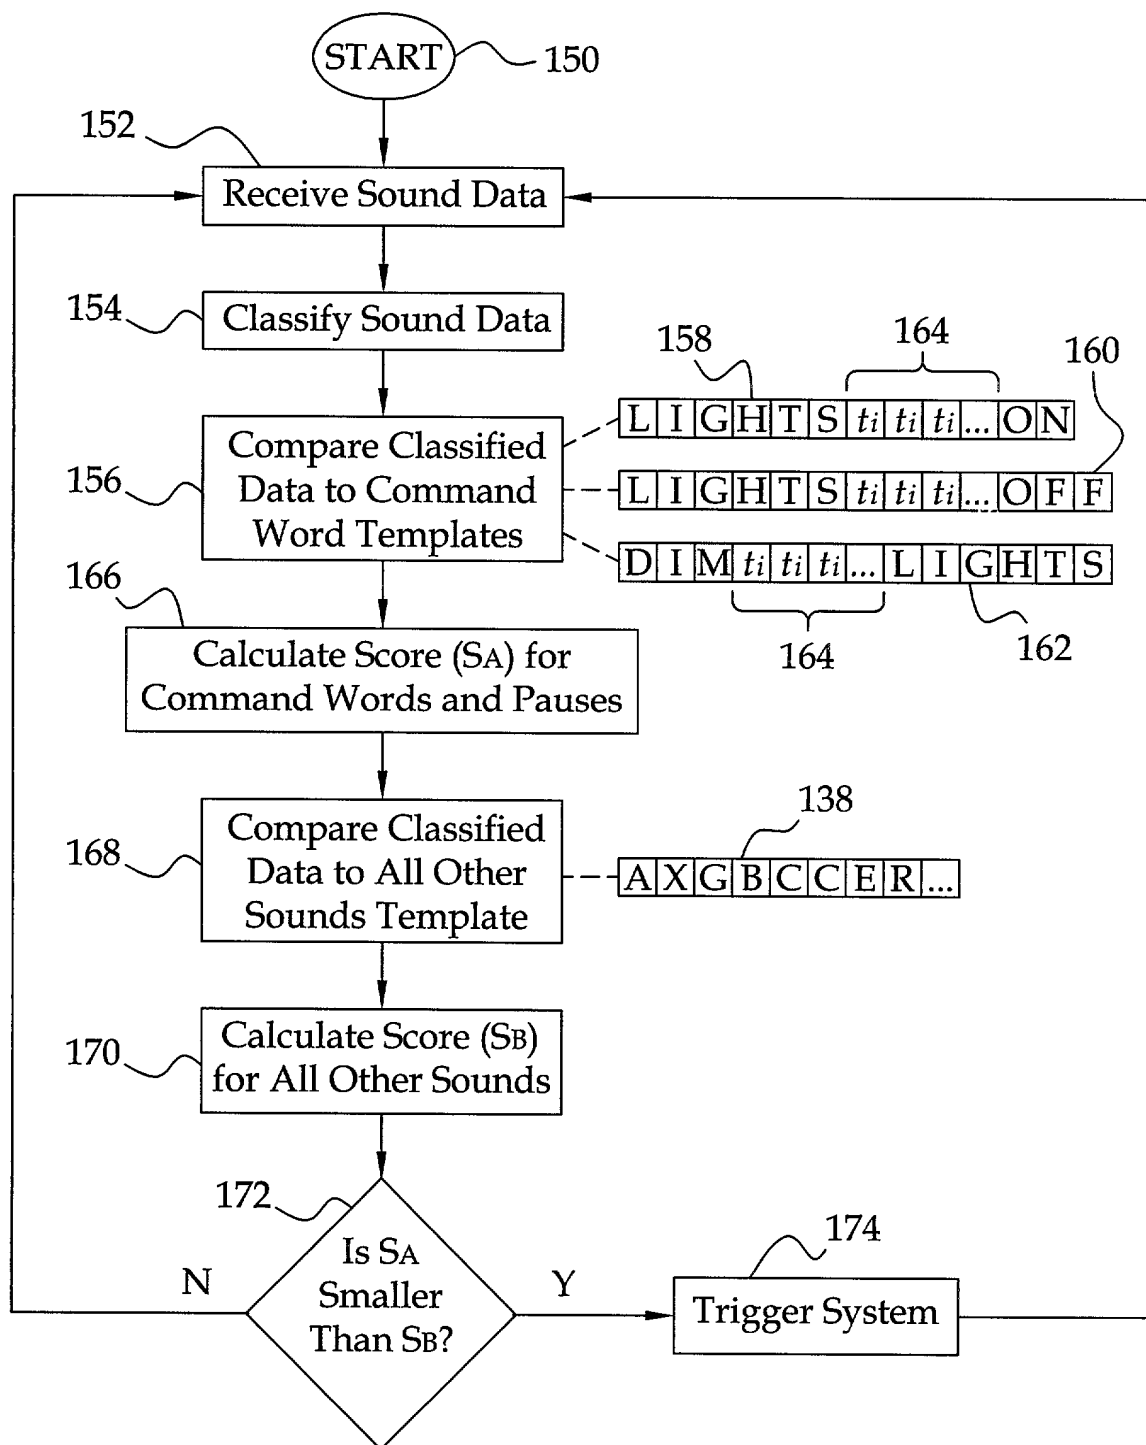 START
150
152
Receive Sound Data
154
Classify Sound Data
158
164
160
L I G H T S ti ti ti ... O N
156
Compare Classified
Data to Command
Word Templates
L I G H T S ti ti ti ... O F F
D I M ti ti ti ... L I G H T S
164
162
166
Calculate Score (SA) for
Command Words and Pauses
168
Compare Classified
Data to All Other
Sounds Template
138
A X G B C C E R ...
170
Calculate Score (SB)
for All Other Sounds
172
Is SA
Smaller
Than SB?
N
Y
174
Trigger System